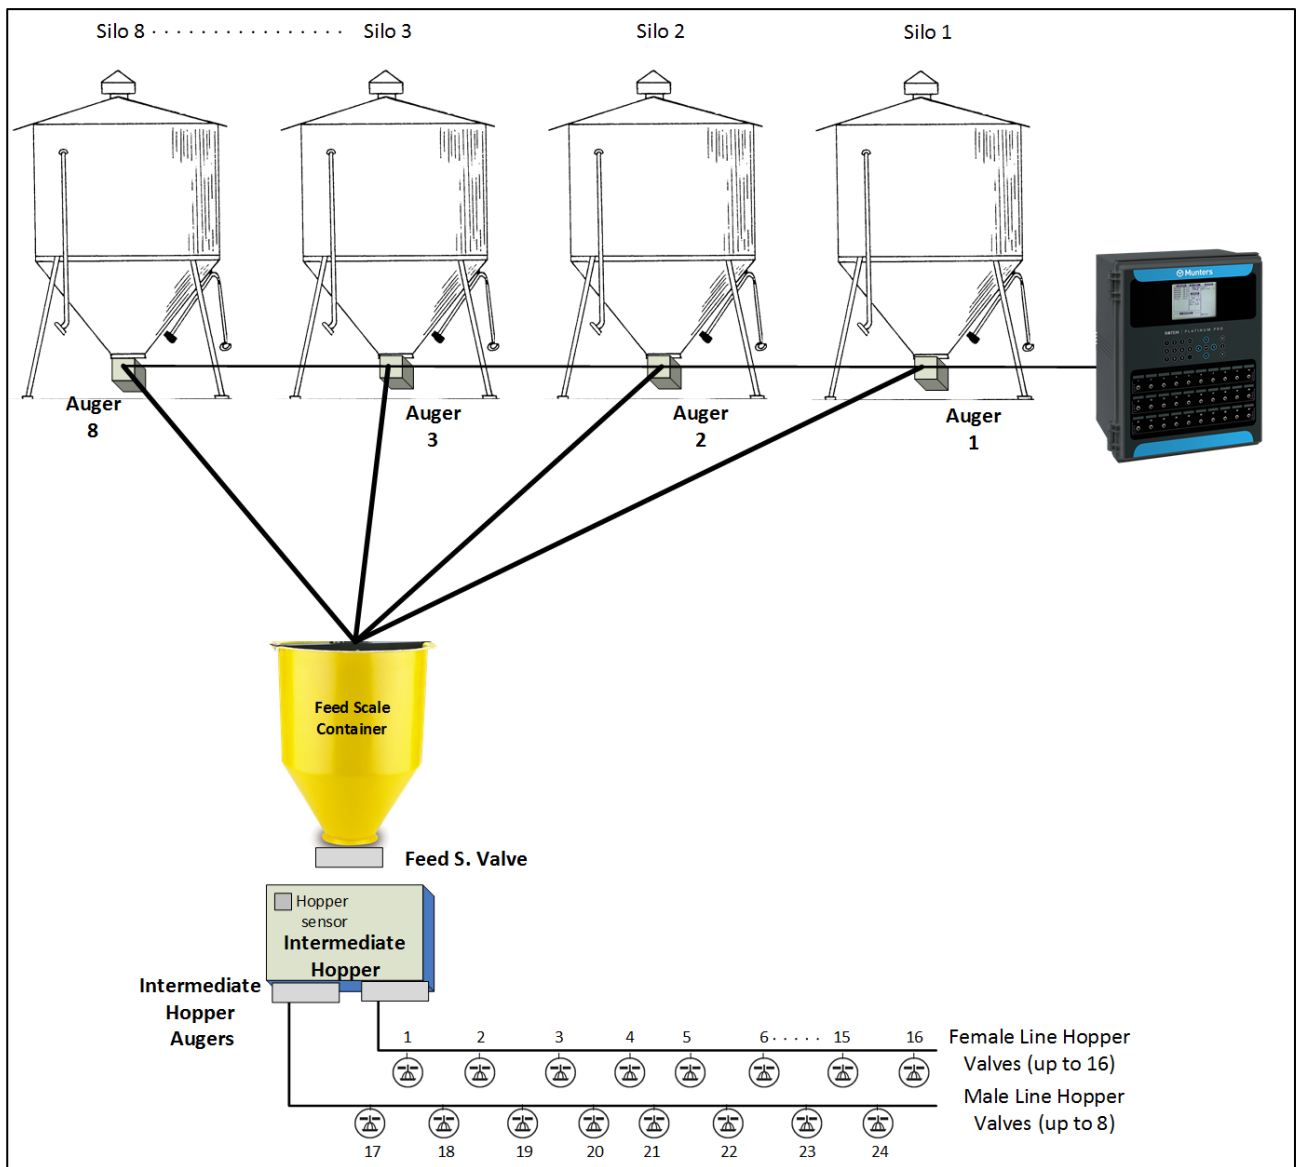 Silo 8 . . . . . . . . . . . . . . . . Silo 3
Silo 2
Silo 1
Munters
PLATINUM PRO
Auger
8
Auger
3
Auger
2
Auger
1
Feed Scale
Container
Feed S. Valve
Hopper
sensor
Intermediate
Hopper
Intermediate
Hopper
Augers
1 2 3 4 5 6 . . . . . 15 16
Female Line Hopper
Valves (up to 16)
Male Line Hopper
Valves (up to 8)
17 18 19 20 21 22 23 24